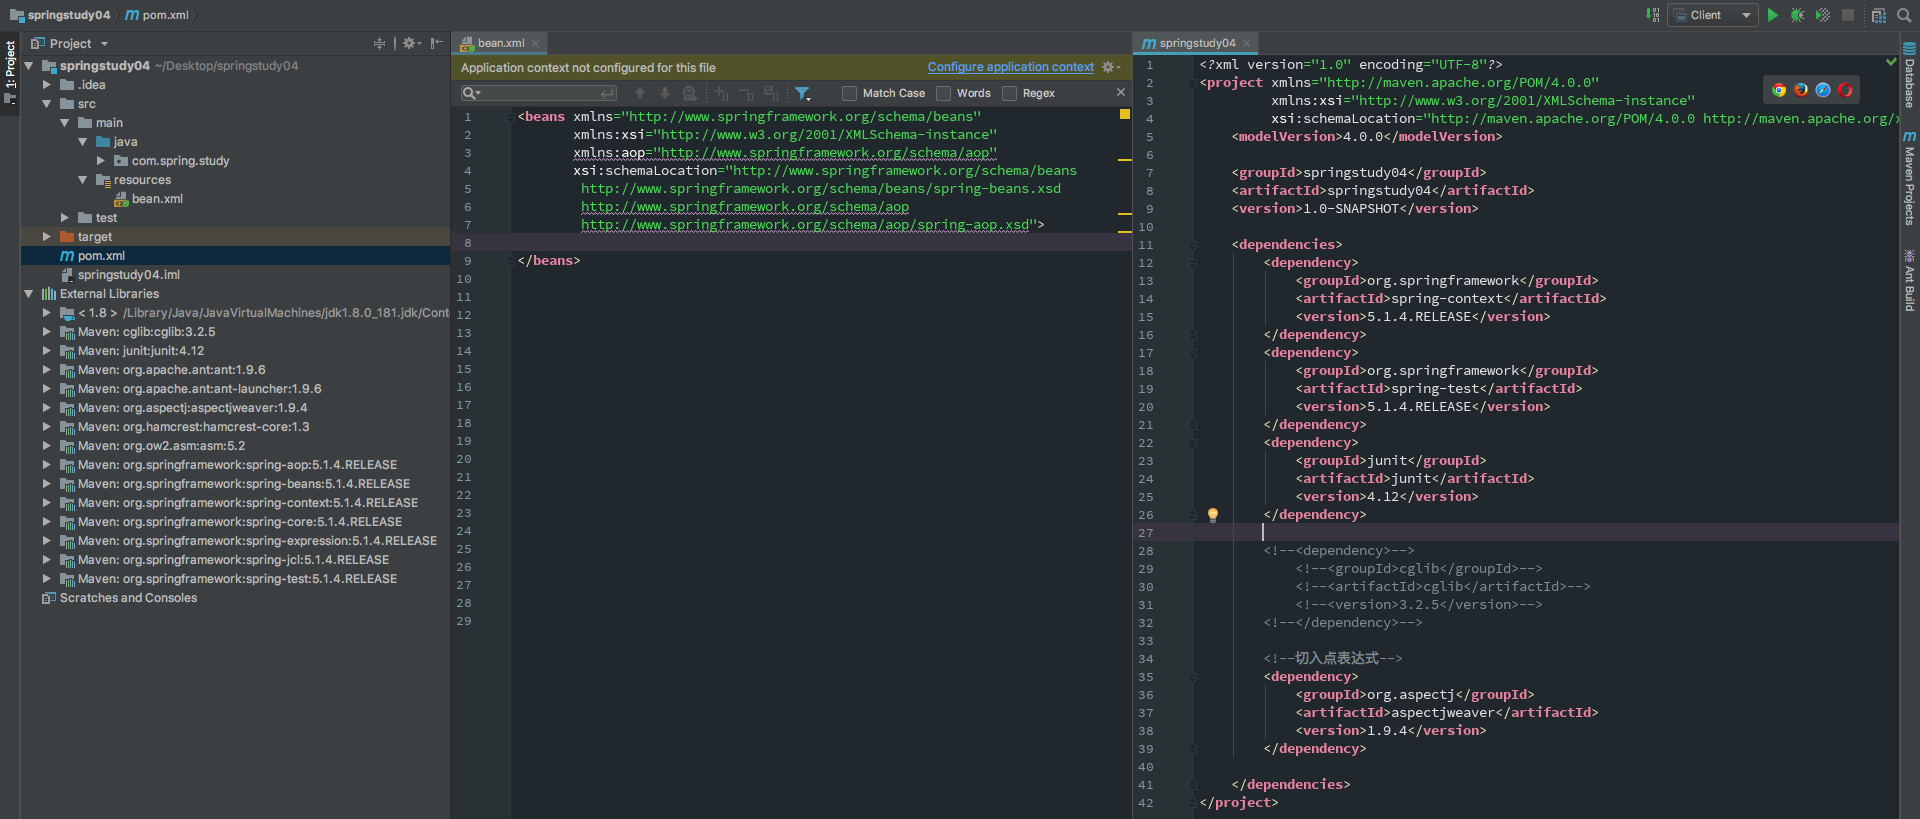 springstudy04
pom.xml
Client
1: Project
Project
springstudy04 ~/Desktop/springstudy04
.idea
src
main
java
com.spring.study
resources
bean.xml
test
target
pom.xml
springstudy04.iml
External Libraries
< 1.8 > /Library/Java/JavaVirtualMachines/jdk1.8.0_181.jdk/Cont
Maven: cglib:cglib:3.2.5
Maven: junit:junit:4.12
Maven: org.apache.ant:ant:1.9.6
Maven: org.apache.ant:ant-launcher:1.9.6
Maven: org.aspectj:aspectjweaver:1.9.4
Maven: org.hamcrest:hamcrest-core:1.3
Maven: org.ow2.asm:asm:5.2
Maven: org.springframework:spring-aop:5.1.4.RELEASE
Maven: org.springframework:spring-beans:5.1.4.RELEASE
Maven: org.springframework:spring-context:5.1.4.RELEASE
Maven: org.springframework:spring-core:5.1.4.RELEASE
Maven: org.springframework:spring-expression:5.1.4.RELEASE
Maven: org.springframework:spring-jcl:5.1.4.RELEASE
Maven: org.springframework:spring-test:5.1.4.RELEASE
Scratches and Consoles
bean.xml
Application context not configured for this file
Configure application context
Match Case
Words
Regex
1 <beans xmlns="http://www.springframework.org/schema/beans"
2 xmlns:xsi="http://www.w3.org/2001/XMLSchema-instance"
3 xmlns:aop="http://www.springframework.org/schema/aop"
4 xsi:schemaLocation="http://www.springframework.org/schema/beans
5 http://www.springframework.org/schema/beans/spring-beans.xsd
6 http://www.springframework.org/schema/aop
7 http://www.springframework.org/schema/aop/spring-aop.xsd">
8
9 </beans>
10
11
12
13
14
15
16
17
18
19
20
21
22
23
24
25
26
27
28
29
springstudy04
1 <?xml version="1.0" encoding="UTF-8"?>
2 <project xmlns="http://maven.apache.org/POM/4.0.0"
3 xmlns:xsi="http://www.w3.org/2001/XMLSchema-instance"
4 xsi:schemaLocation="http://maven.apache.org/POM/4.0.0 http://maven.apache.org/x
5 <modelVersion>4.0.0</modelVersion>
6
7 <groupId>springstudy04</groupId>
8 <artifactId>springstudy04</artifactId>
9 <version>1.0-SNAPSHOT</version>
10
11 <dependencies>
12 <dependency>
13 <groupId>org.springframework</groupId>
14 <artifactId>spring-context</artifactId>
15 <version>5.1.4.RELEASE</version>
16 </dependency>
17 <dependency>
18 <groupId>org.springframework</groupId>
19 <artifactId>spring-test</artifactId>
20 <version>5.1.4.RELEASE</version>
21 </dependency>
22 <dependency>
23 <groupId>junit</groupId>
24 <artifactId>junit</artifactId>
25 <version>4.12</version>
26 </dependency>
27
28 <!--<dependency>-->
29 <!--<groupId>cglib</groupId>-->
30 <!--<artifactId>cglib</artifactId>-->
31 <!--<version>3.2.5</version>-->
32 <!--</dependency>-->
33
34 <!--切入点表达式-->
35 <dependency>
36 <groupId>org.aspectj</groupId>
37 <artifactId>aspectjweaver</artifactId>
38 <version>1.9.4</version>
39 </dependency>
40
41 </dependencies>
42 </project>
Database
Maven Projects
Ant Build